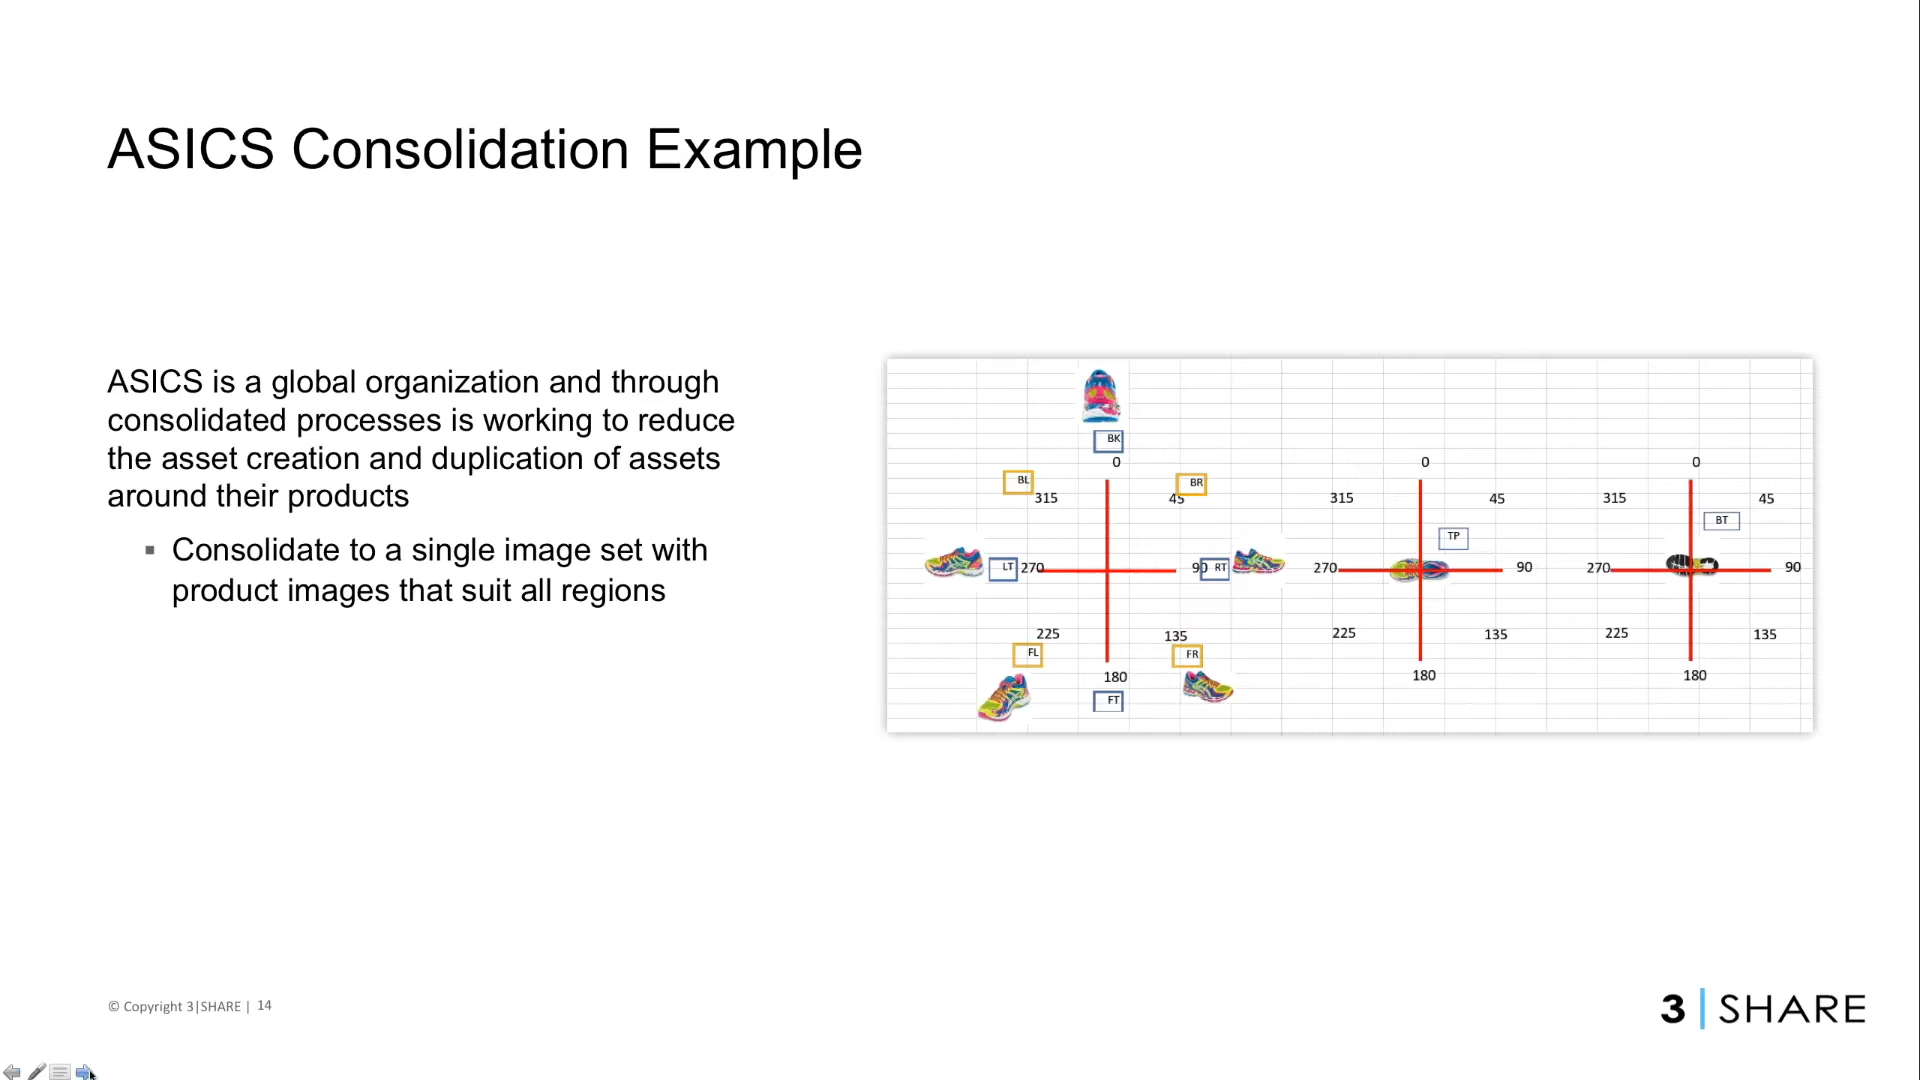 ASICS Consolidation Example
ASICS is a global organization and through
consolidated processes is working to reduce
the asset creation and duplication of assets
around their products
▪ Consolidate to a single image set with
product images that suit all regions
BK
0
BL
315
BR
45
LT
270
90
RT
225
FL
135
FR
180
FT
0
315
45
TP
270
90
225
135
180
0
315
45
BT
270
90
225
135
180
© Copyright 3|SHARE | 14
3 | SHARE